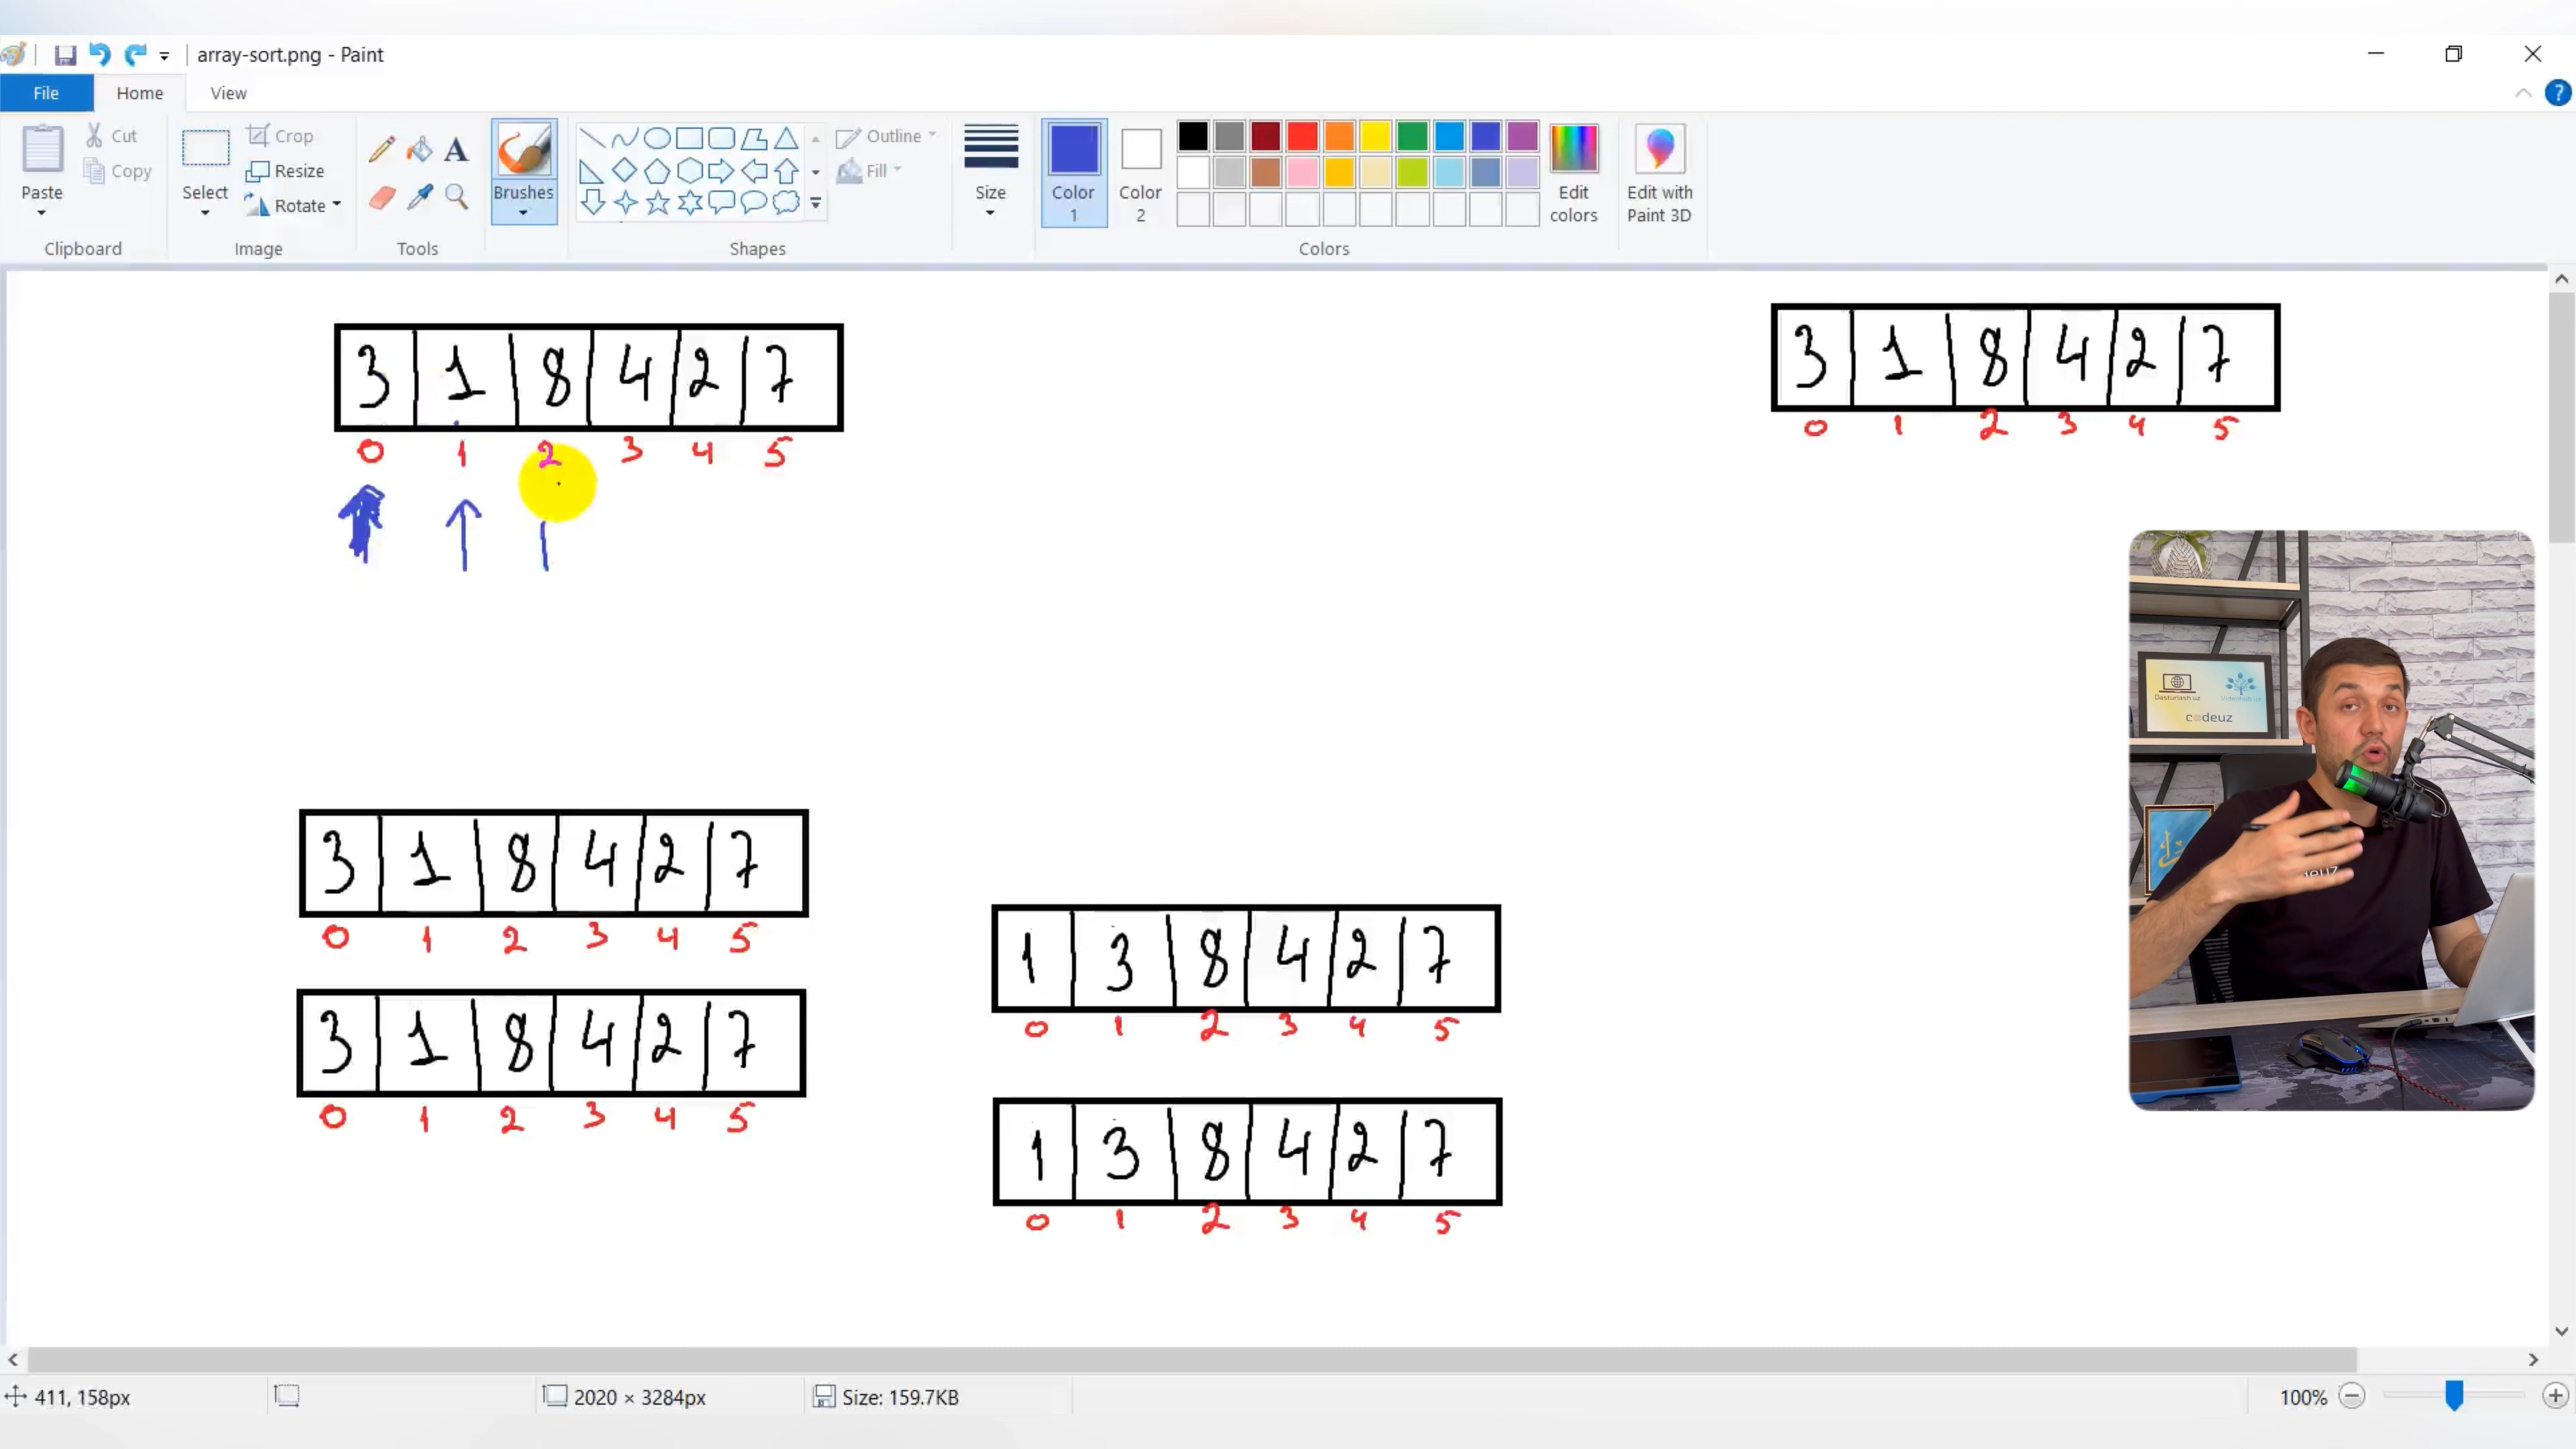 array-sort.png - Paint
File Home View
Paste
Cut
Copy
Clipboard
Select
Crop
Resize
Rotate
Image
A
Tools
Brushes
Shapes
Outline
Fill
Size
Color 1
Color 2
Colors
Edit colors
Edit with Paint 3D
?
3 1 8 4 2 7
0 1 2 3 4 5
3 1 8 4 2 7
0 1 2 3 4 5
3 1 8 4 2 7
0 1 2 3 4 5
3 1 8 4 2 7
0 1 2 3 4 5
1 3 8 4 2 7
0 1 2 3 4 5
1 3 8 4 2 7
0 1 2 3 4 5
Dasturlash.uz
codeuz
411, 158px
2020 × 3284px
Size: 159.7KB
100%